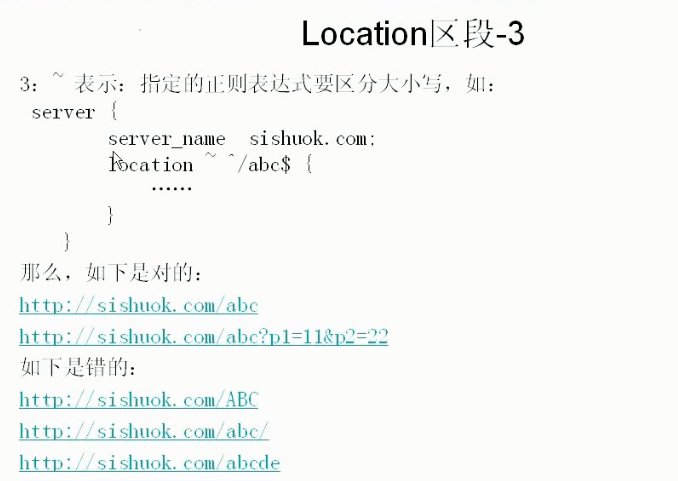 Location区段-3
3：~ 表示：指定的正则表达式要区分大小写，如：
server {
server_name sishuok.com;
location ~ ^/abc$ {
......
}
}
那么，如下是对的：
http://sishuok.com/abc
http://sishuok.com/abc?p1=11&p2=22
如下是错的：
http://sishuok.com/ABC
http://sishuok.com/abc/
http://sishuok.com/abcde